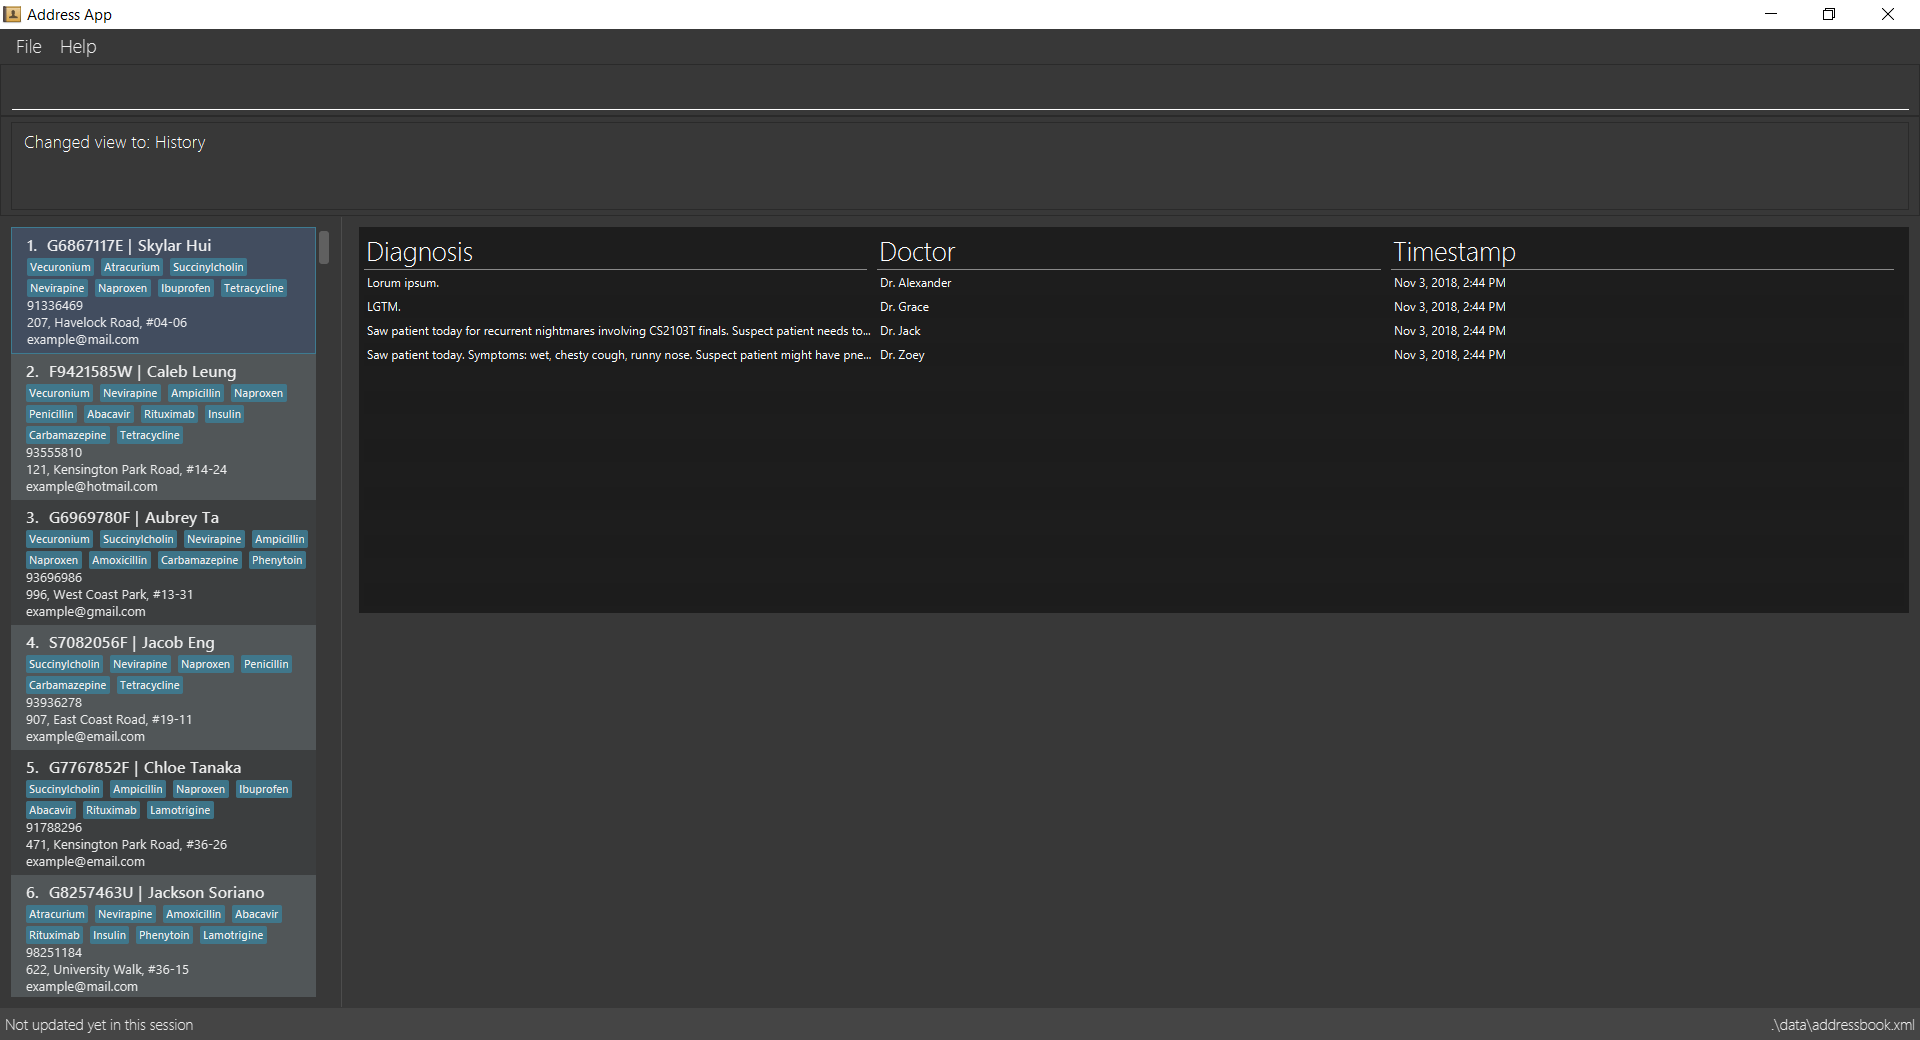 Address App
File Help
Changed view to: History
1. G6867117E | Skylar Hui
Vecuronium Atracurium Succinylcholin
Nevirapine Naproxen Ibuprofen Tetracycline
91336469
207, Havelock Road, #04-06
example@mail.com
2. F9421585W | Caleb Leung
Vecuronium Nevirapine Ampicillin Naproxen
Penicillin Abacavir Rituximab Insulin
Carbamazepine Tetracycline
93555810
121, Kensington Park Road, #14-24
example@hotmail.com
3. G6969780F | Aubrey Ta
Vecuronium Succinylcholin Nevirapine Ampicillin
Naproxen Amoxicillin Carbamazepine Phenytoin
93696986
996, West Coast Park, #13-31
example@gmail.com
4. S7082056F | Jacob Eng
Succinylcholin Nevirapine Naproxen Penicillin
Carbamazepine Tetracycline
93936278
907, East Coast Road, #19-11
example@email.com
5. G7767852F | Chloe Tanaka
Succinylcholin Ampicillin Naproxen Ibuprofen
Abacavir Rituximab Lamotrigine
91788296
471, Kensington Park Road, #36-26
example@email.com
6. G8257463U | Jackson Soriano
Atracurium Nevirapine Amoxicillin Abacavir
Rituximab Insulin Phenytoin Lamotrigine
98251184
622, University Walk, #36-15
example@mail.com
Diagnosis Doctor Timestamp
Lorum ipsum. Dr. Alexander Nov 3, 2018, 2:44 PM
LGTM. Dr. Grace Nov 3, 2018, 2:44 PM
Saw patient today for recurrent nightmares involving CS2103T finals. Suspect patient needs to... Dr. Jack Nov 3, 2018, 2:44 PM
Saw patient today. Symptoms: wet, chesty cough, runny nose. Suspect patient might have pne... Dr. Zoey Nov 3, 2018, 2:44 PM
Not updated yet in this session
.\data\addressbook.xml